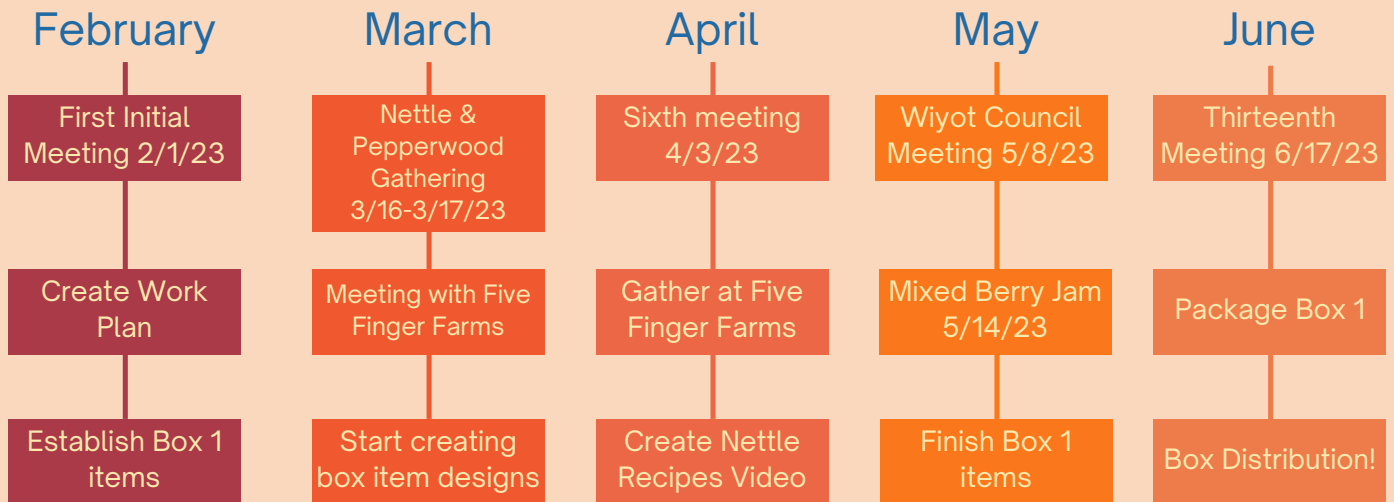 February
March
April
May
June
First Initial
Meeting 2/1/23
Create Work
Plan
Establish Box 1
items
Nettle &
Pepperwood
Gathering
3/16-3/17/23
Meeting with Five
Finger Farms
Start creating
box item designs
Sixth meeting
4/3/23
Gather at Five
Finger Farms
Create Nettle
Recipes Video
Wiyot Council
Meeting 5/8/23
Mixed Berry Jam
5/14/23
Finish Box 1
items
Thirteenth
Meeting 6/17/23
Package Box 1
Box Distribution!